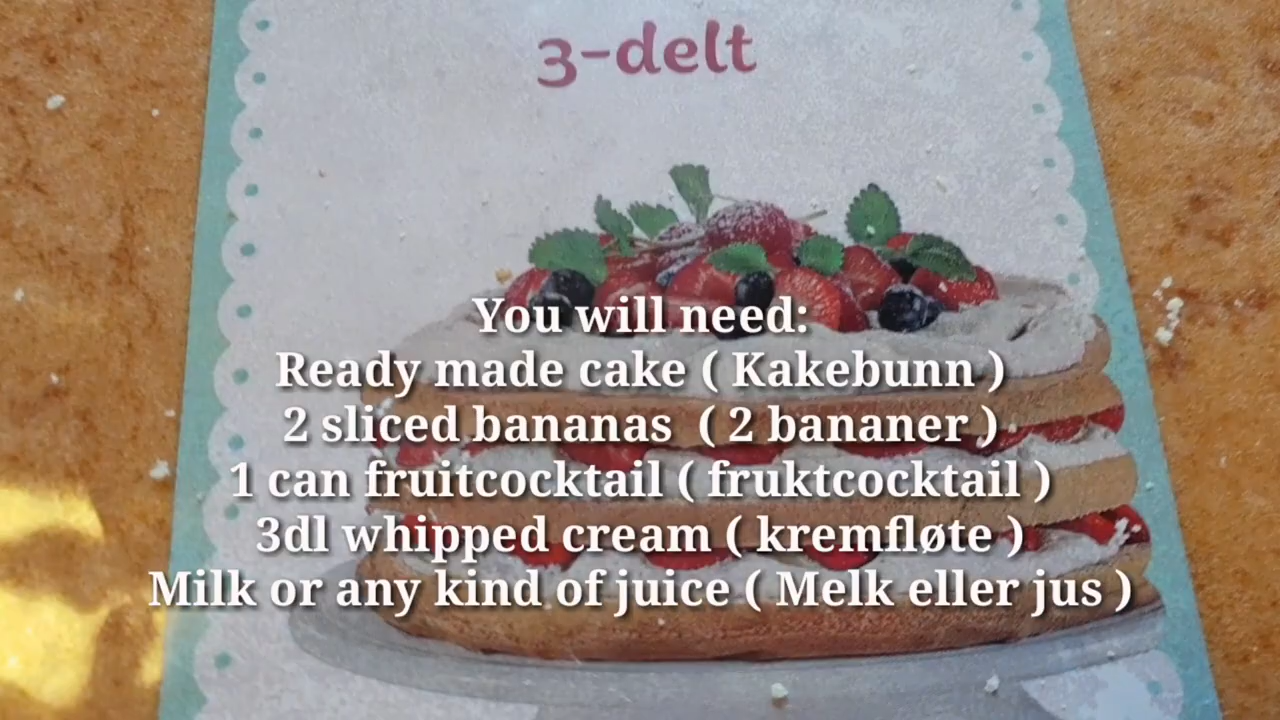 3-delt
You will need:
Ready made cake ( Kakebunn )
2 sliced bananas ( 2 bananer )
1 can fruitcocktail ( fruktcocktail )
3dl whipped cream ( kremfløte )
Milk or any kind of juice ( Melk eller jus )